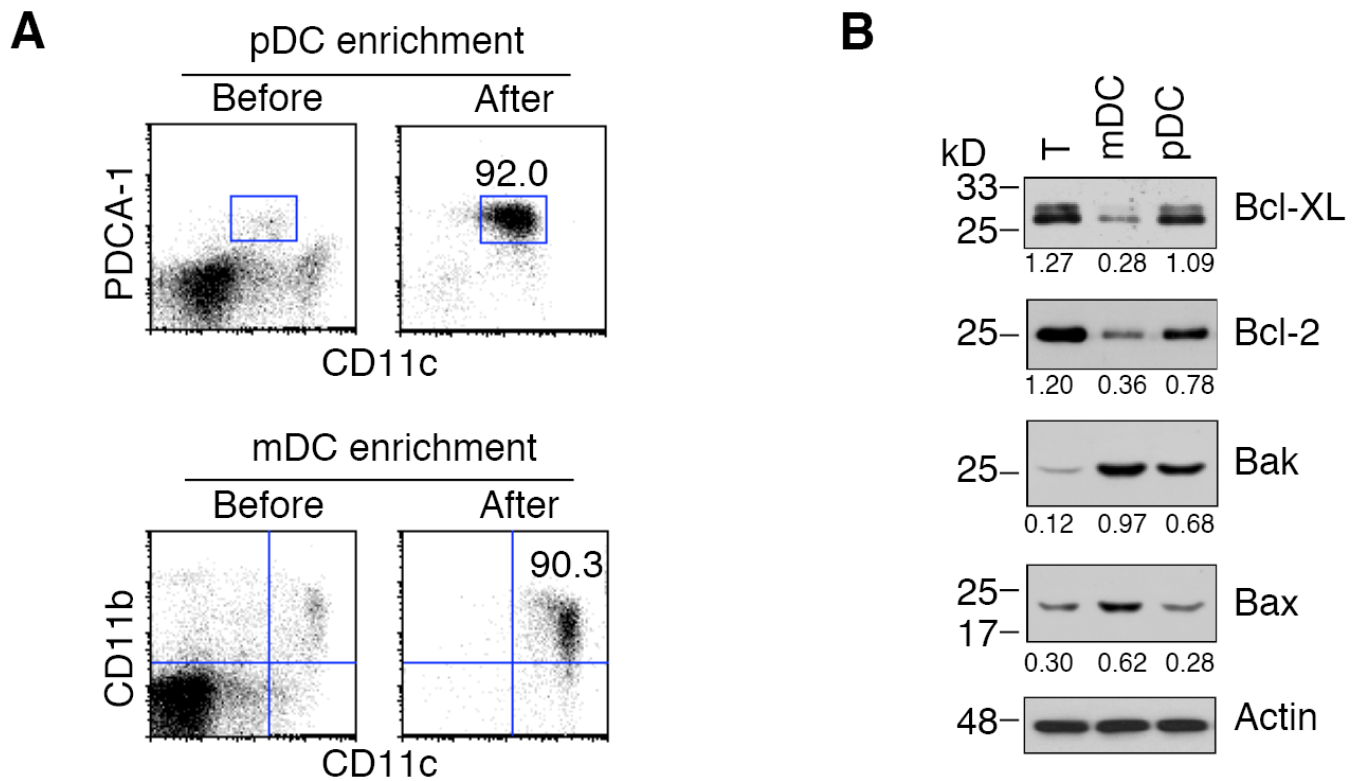 A
pDC enrichment
Before
After
92.0
PDCA-1
CD11c
mDC enrichment
Before
After
90.3
CD11b
CD11c
B
kD
T
mDC
pDC
33
25
Bcl-XL
1.27 0.28 1.09
25
Bcl-2
1.20 0.36 0.78
25
Bak
0.12 0.97 0.68
25
17
Bax
0.30 0.62 0.28
48
Actin